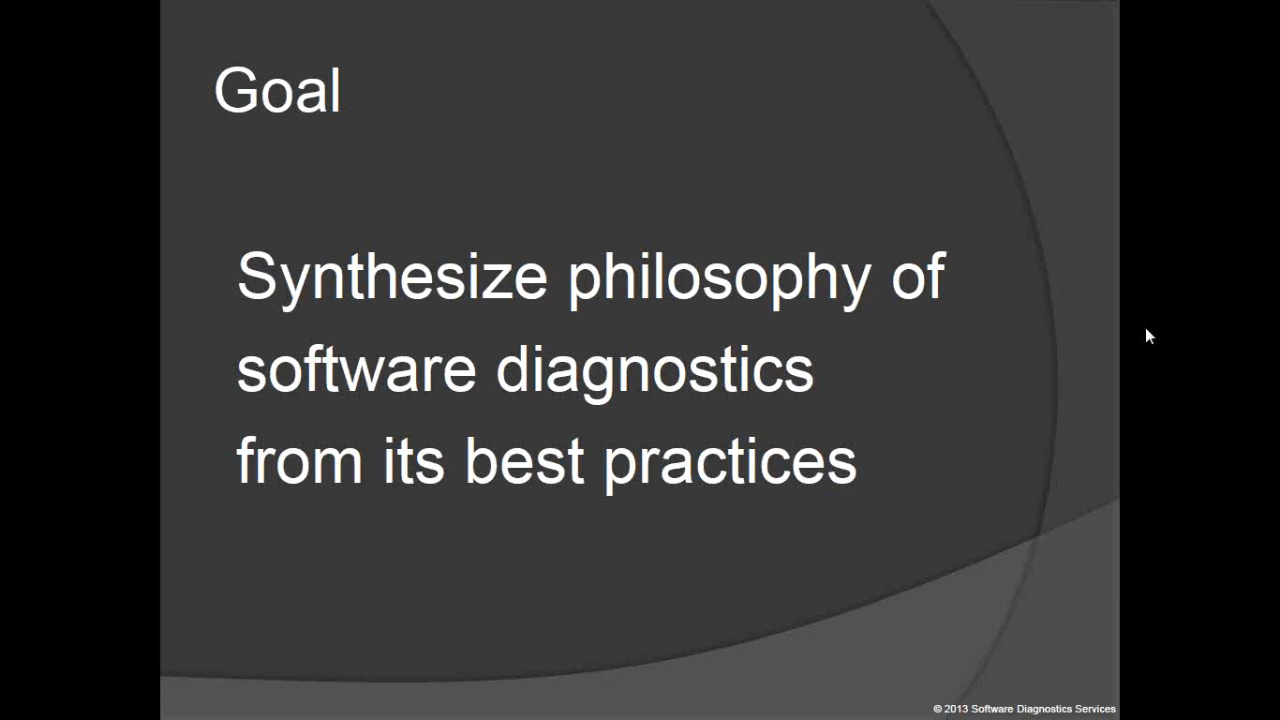 Goal
Synthesize philosophy of
software diagnostics
from its best practices
© 2013 Software Diagnostics Services